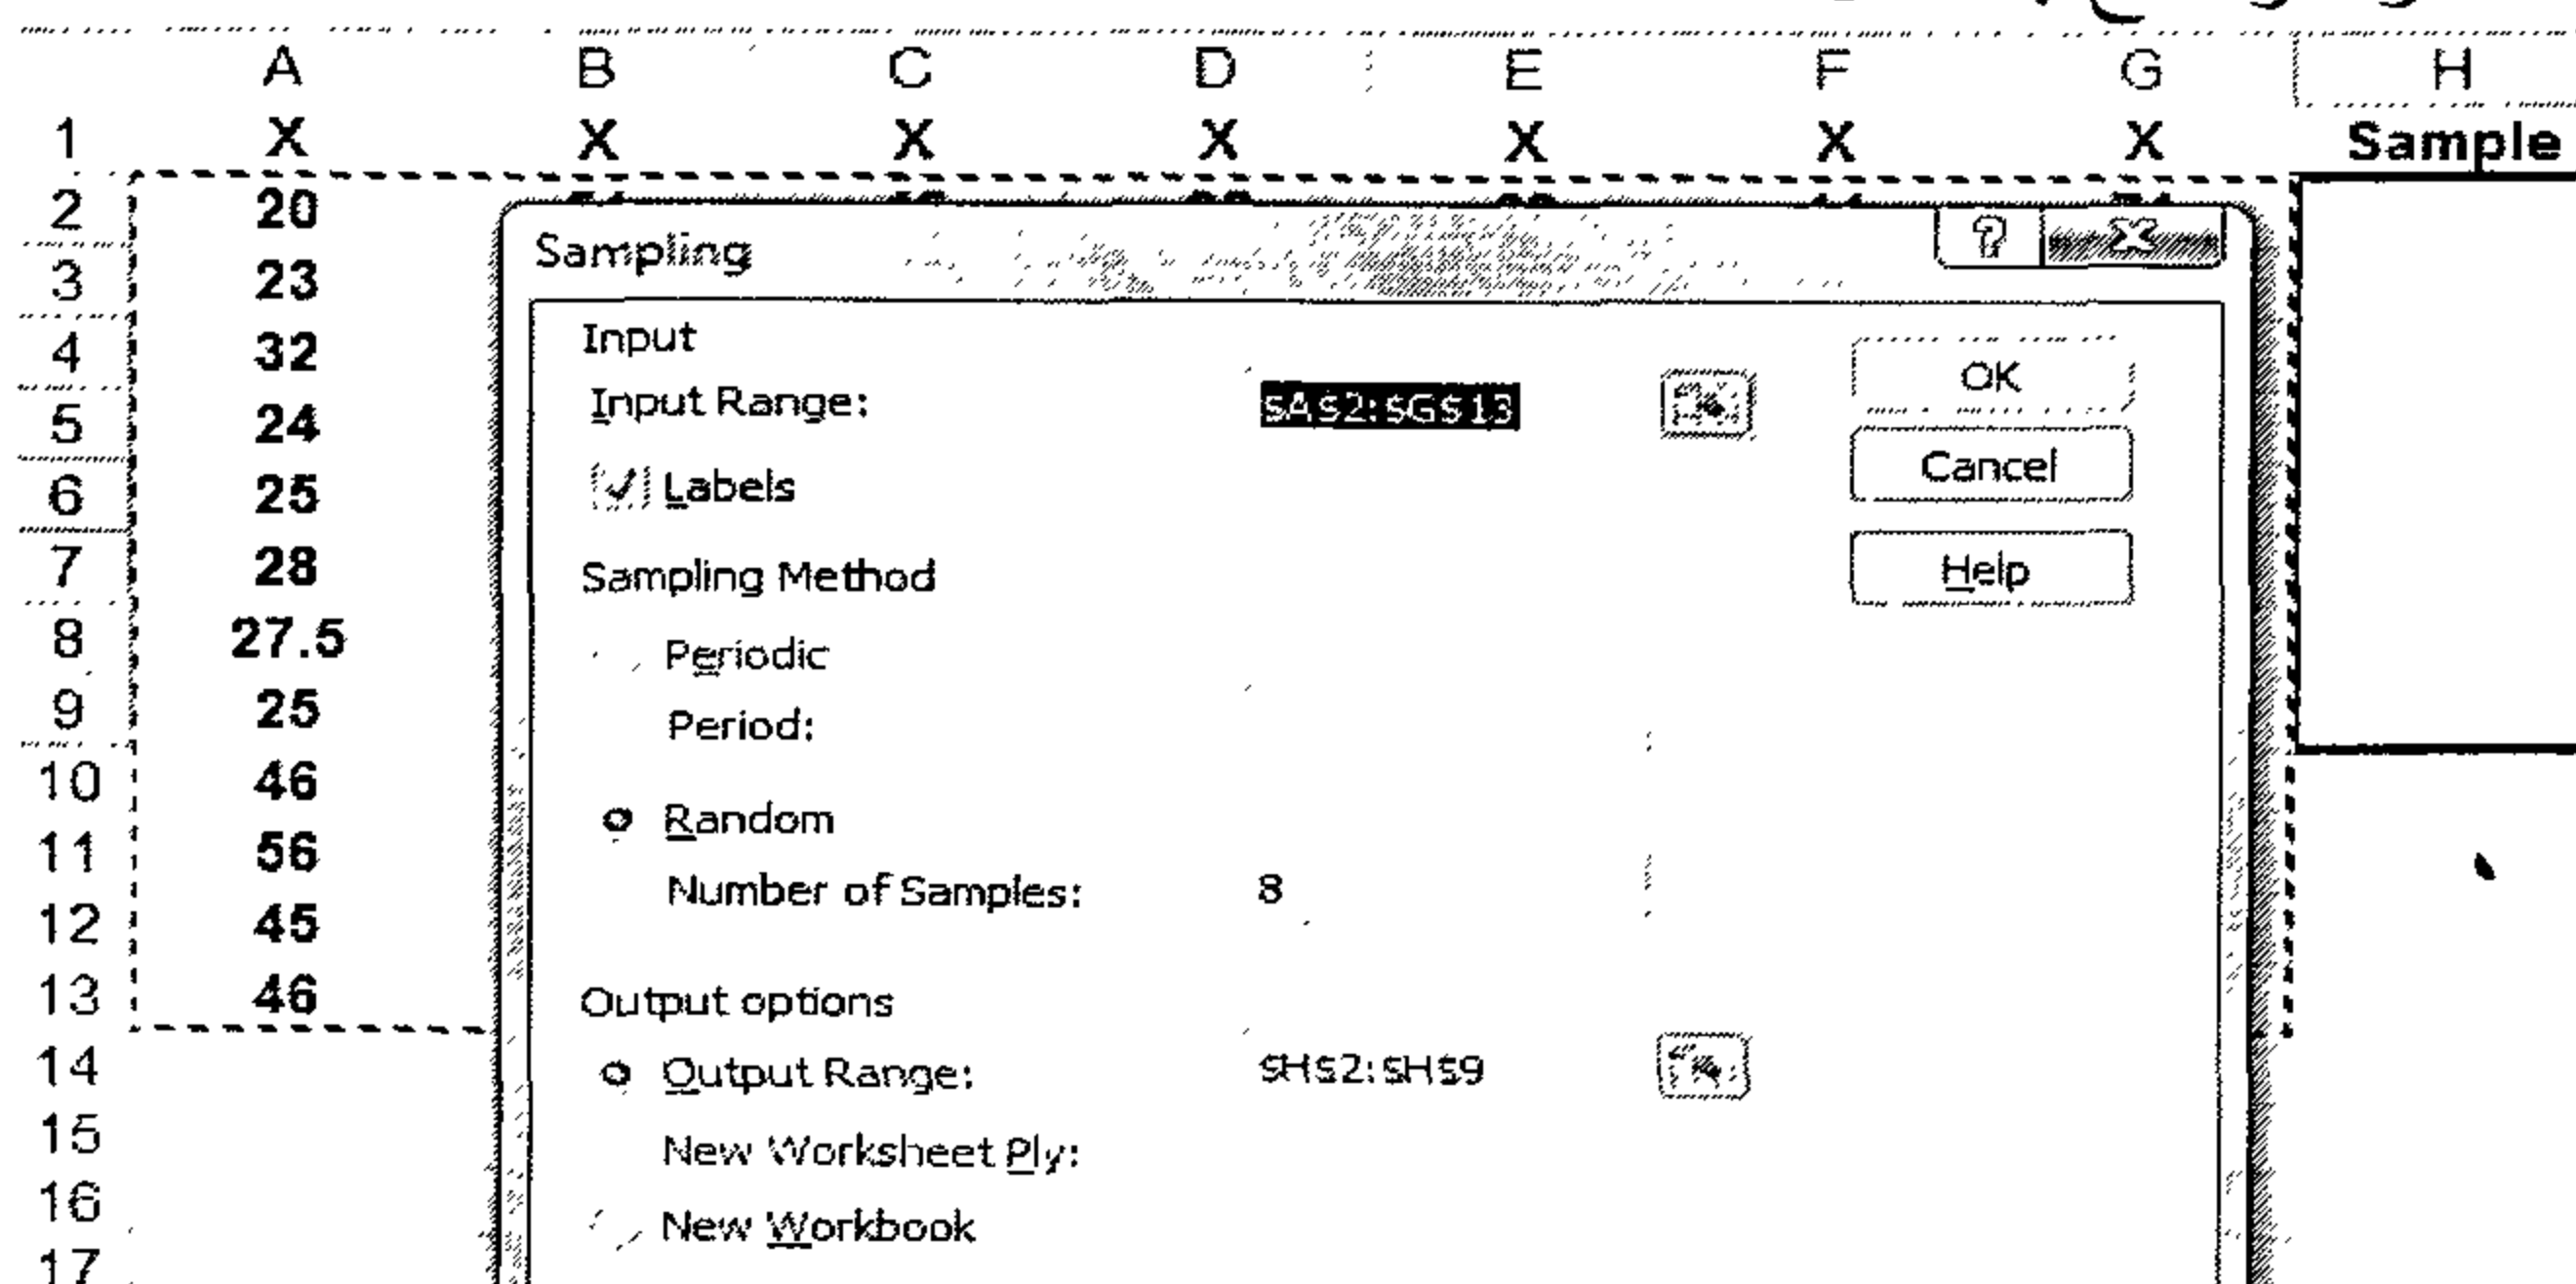 A B C D E F G H
1 X X X X X X X Sample
2 20
Sampling
3 23
Input
4 32 OK
5 24 Input Range: $A$2:$G$13
Cancel
6 25 Labels
7 28 Sampling Method Help
8 27.5 Periodic
9 25 Period:
10 46
11 56 Random
12 45 Number of Samples: 8
13 46 Output options
14 Output Range: $H$2:$H$9
15 New Worksheet Ply:
16 New Workbook
17